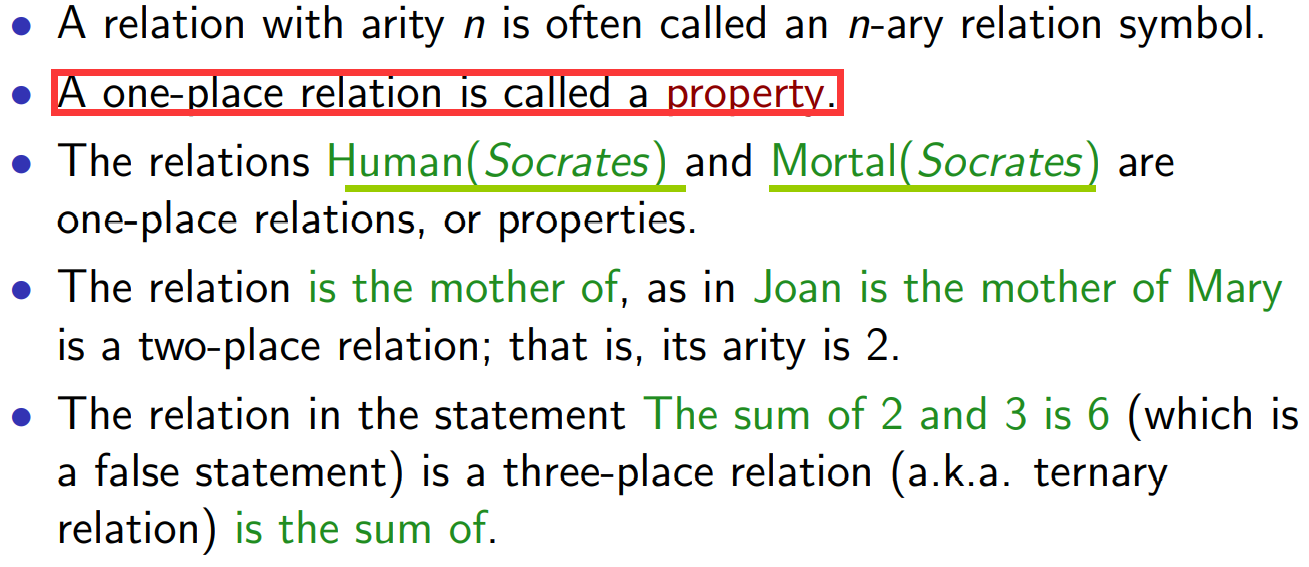 • A relation with arity n is often called an n-ary relation symbol.
• A one-place relation is called a property.
• The relations Human(Socrates) and Mortal(Socrates) are
one-place relations, or properties.
• The relation is the mother of, as in Joan is the mother of Mary
is a two-place relation; that is, its arity is 2.
• The relation in the statement The sum of 2 and 3 is 6 (which is
a false statement) is a three-place relation (a.k.a. ternary
relation) is the sum of.